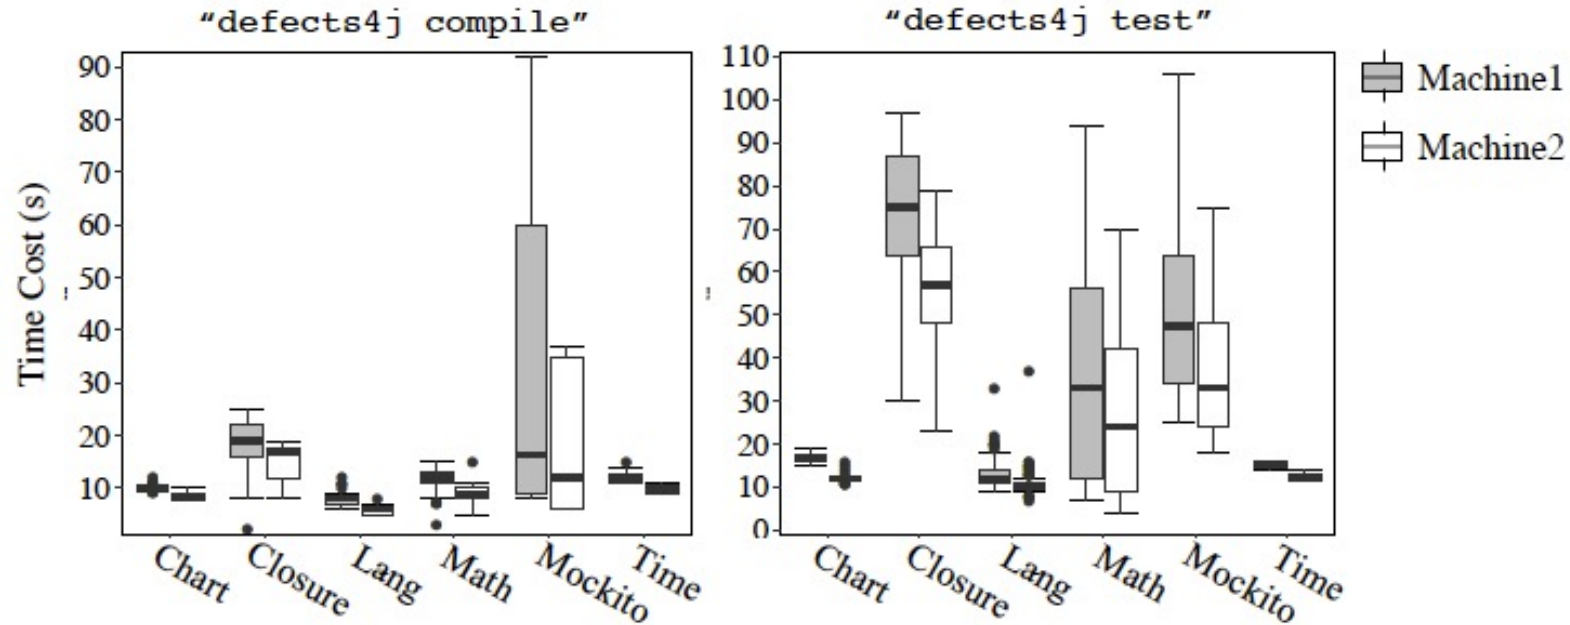 “defects4j compile”
“defects4j test”
Time Cost (s)
90
80
70
60
50
40
30
20
10
Chart
Closure
Lang
Math
Mockito
Time
110
100
90
80
70
60
50
40
30
20
10
0
Chart
Closure
Lang
Math
Mockito
Time
Machine1
Machine2